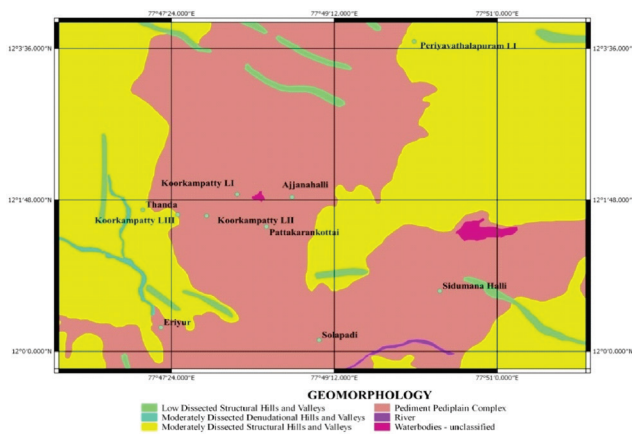 77°47'24.000"E 77°49'12.000"E 77°51'0.000"E
12°3'36.000"N 12°3'36.000"N
Periyavathalapuram LI
Koorkampatty LI Ajjanahalli
12°1'48.000"N 12°1'48.000"N
Thanda
Koorkampatty LIII Koorkampatty LII
Pattakarankottai
Sidumana Halli
Eriyur
Solapadi
12°0'0.000"N 12°0'0.000"N
77°47'24.000"E 77°49'12.000"E 77°51'0.000"E
GEOMORPHOLOGY
Low Dissected Structural Hills and Valleys Pediment Pediplain Complex
Moderately Dissected Denudational Hills and Valleys River
Moderately Dissected Structural Hills and Valleys Waterbodies - unclassified